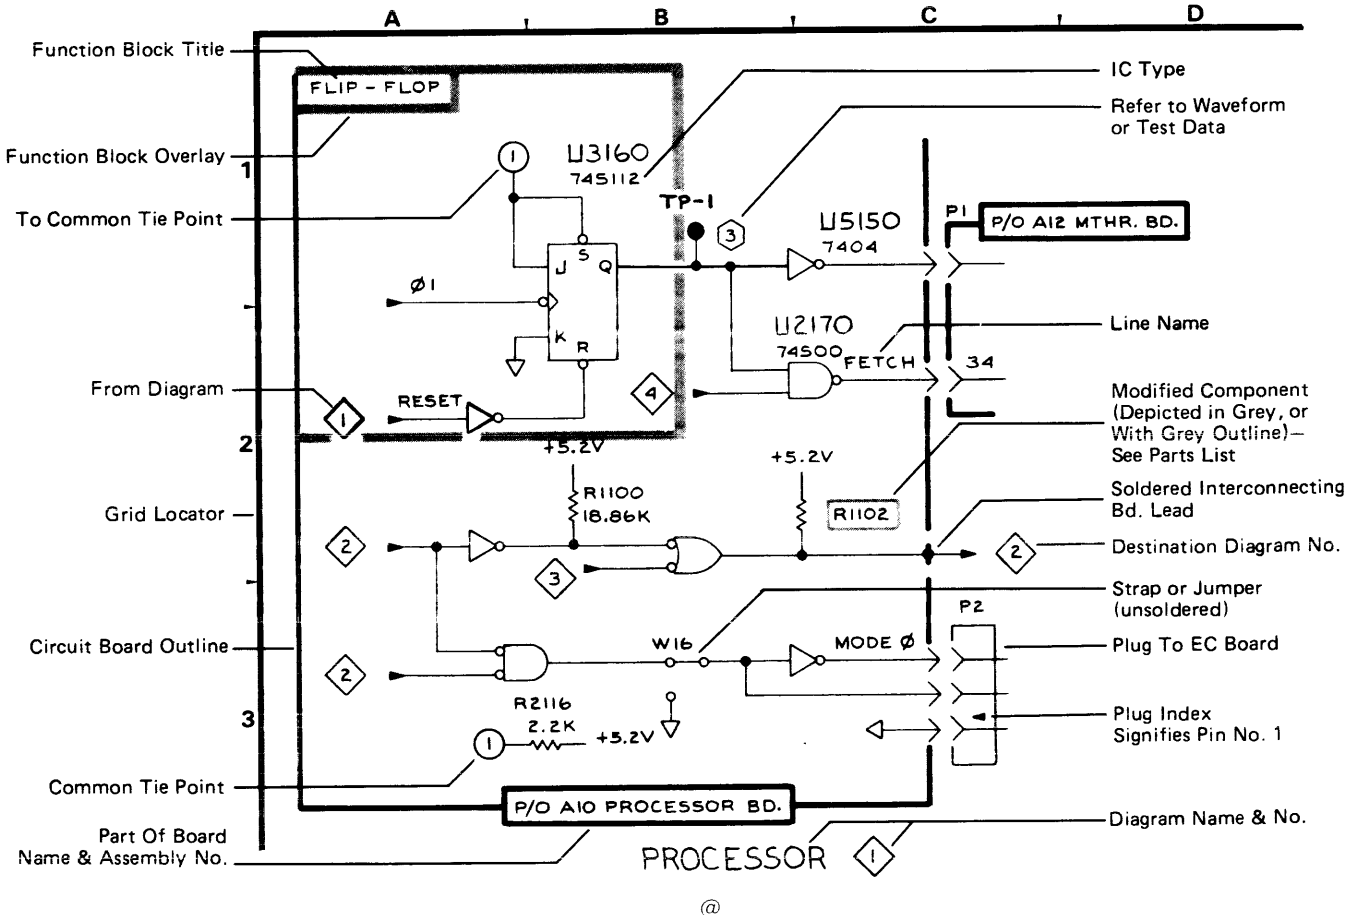 A
B
C
D
Function Block Title
FLIP - FLOP
IC Type
Refer to Waveform
or Test Data
Function Block Overlay
1
1
U3160
74S112
TP-1
3
U5150
7404
P1
P/O A12 MTHR. BD.
To Common Tie Point
S
J
Q
Ø1
K
R
U2170
74S00
FETCH
34
Line Name
From Diagram
1
RESET
4
Modified Component
(Depicted in Grey, or
With Grey Outline)—
See Parts List
2
+5.2V
+5.2V
R1100
18.86K
R1102
Soldered Interconnecting
Bd. Lead
Grid Locator
2
3
2
Destination Diagram No.
Strap or Jumper
(unsoldered)
P2
Circuit Board Outline
2
W16
MODE Ø
Plug To EC Board
3
R2116
2.2K
1
+5.2V
Plug Index
Signifies Pin No. 1
Common Tie Point
P/O A10 PROCESSOR BD.
Part Of Board
Name & Assembly No.
PROCESSOR
1
Diagram Name & No.
@